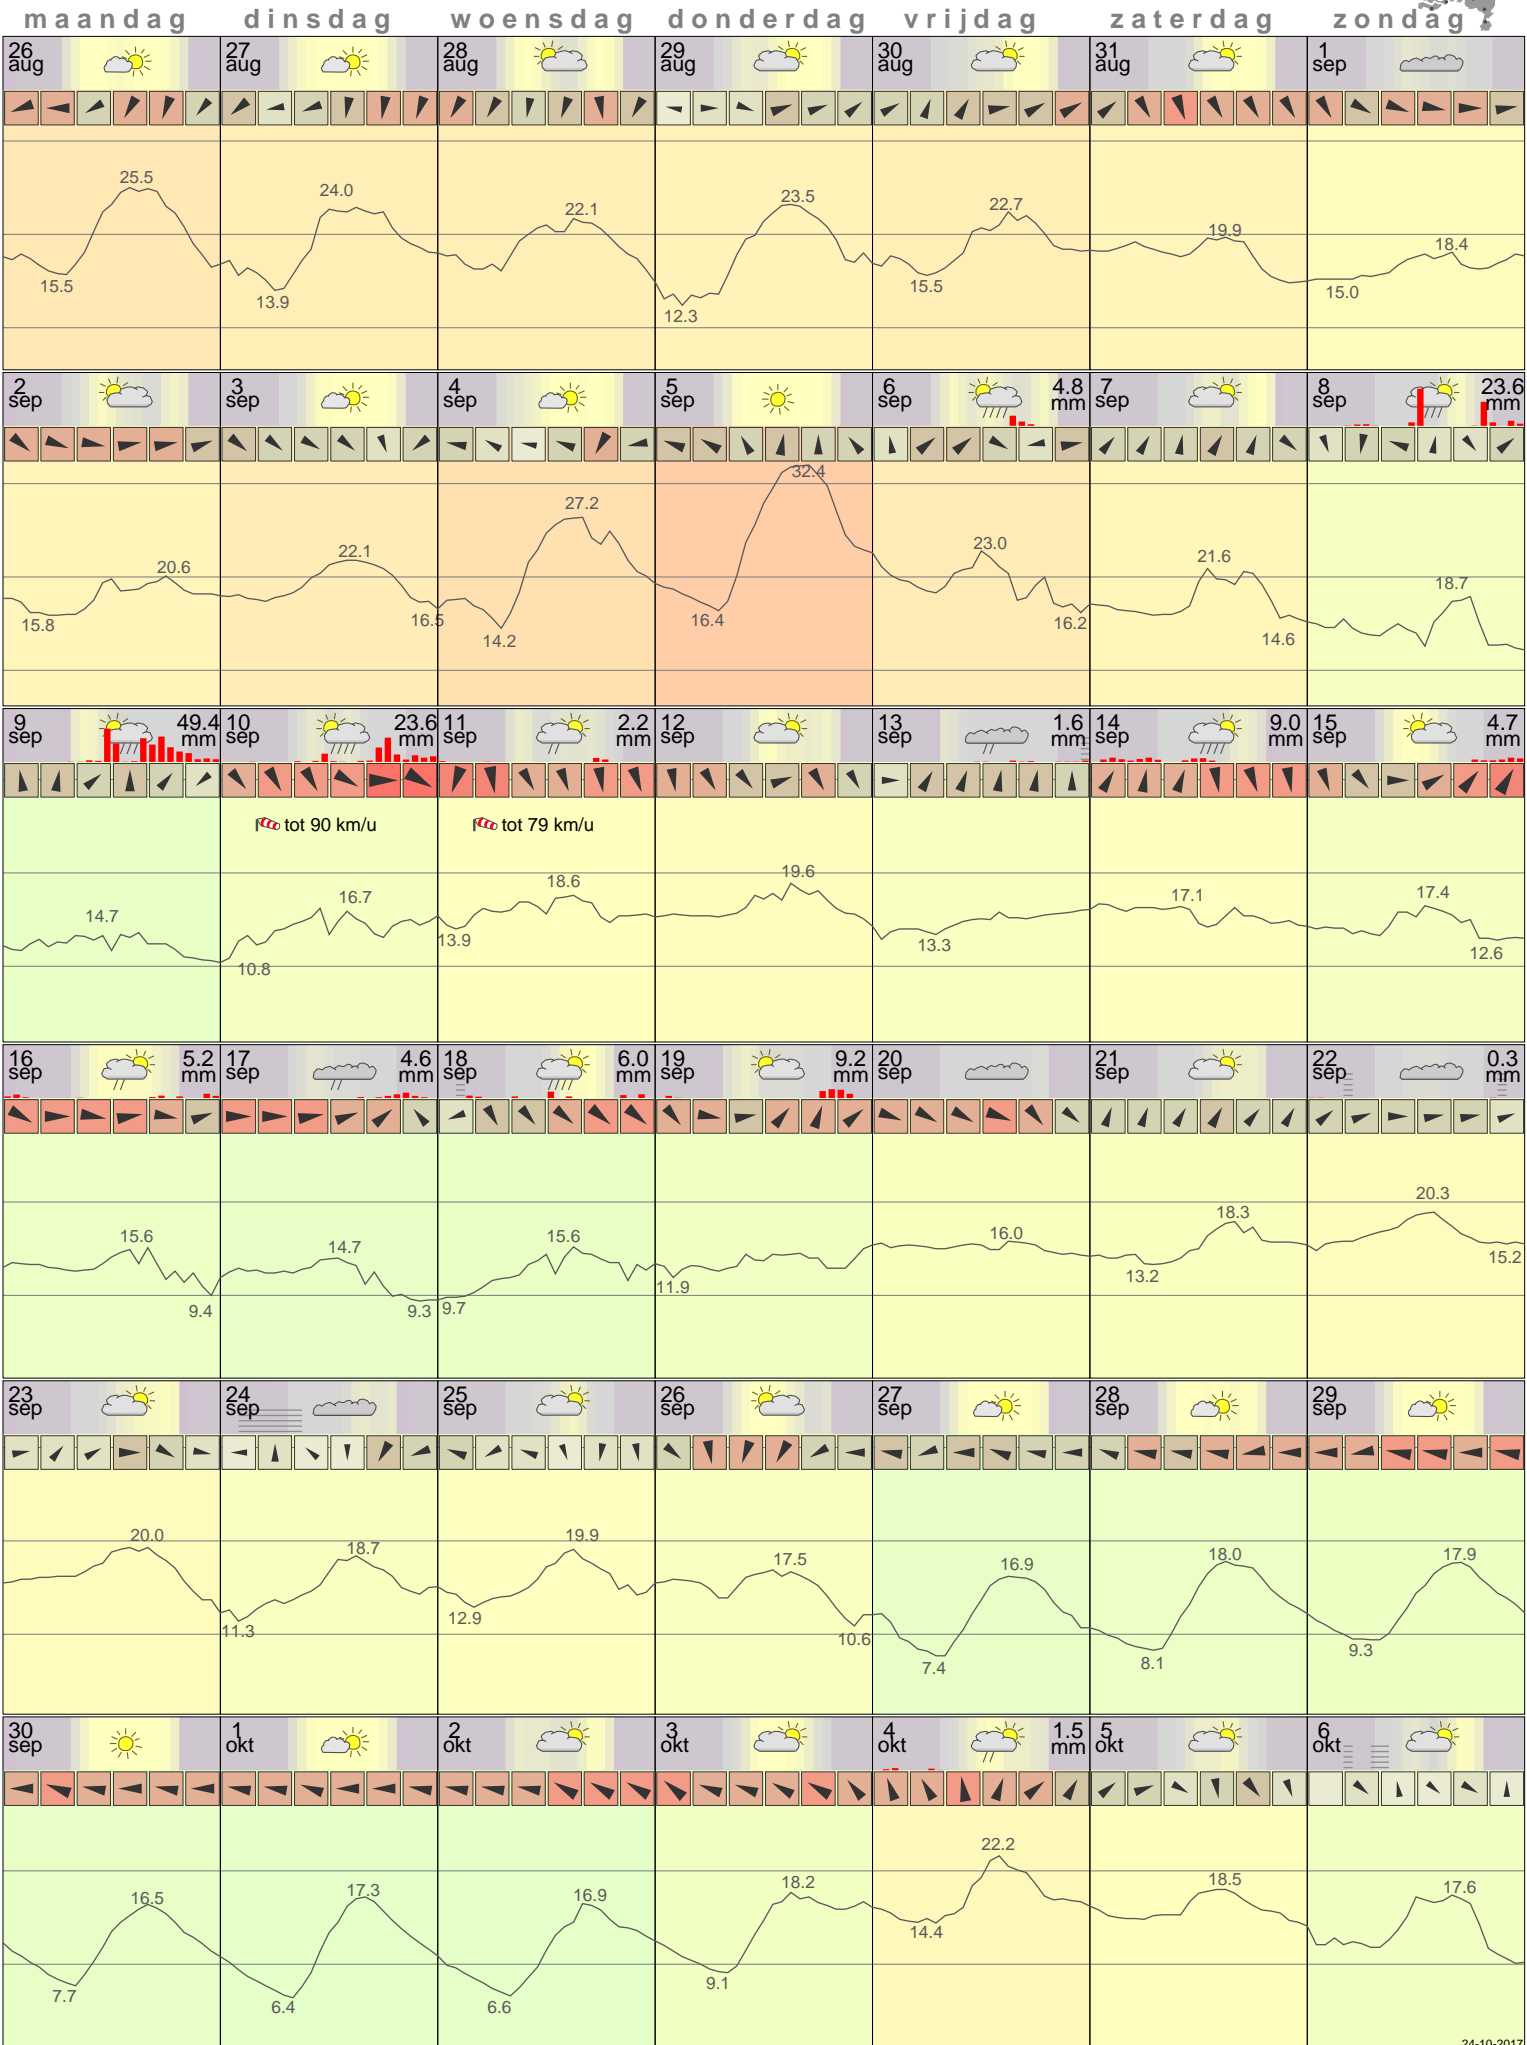 maandag dinsdag woensdag donderdag vrijdag zaterdag zondag
26 27 28 29 30 31 1
aug aug aug aug aug aug sep
25.5 24.0 22.1 23.5 22.7 19.9 18.4
15.5 13.9 12.3 15.5 15.0
2 3 4 5 6 4.8 7 8 23.6
sep sep sep sep sep mm sep sep mm
20.6 22.1 27.2 32.4 23.0 21.6 18.7
15.8 16.5 14.2 16.4 16.2 14.6
9 49.4 10 23.6 11 2.2 12 13 1.6 14 9.0 15 4.7
sep mm sep mm sep mm sep sep mm sep mm sep mm
tot 90 km/u tot 79 km/u
14.7 16.7 18.6 19.6 17.1 17.4
10.8 13.9 13.3 12.6
16 5.2 17 4.6 18 6.0 19 9.2 20 21 22 0.3
sep mm sep mm sep mm sep mm sep sep sep mm
15.6 14.7 15.6 16.0 18.3 20.3
9.4 9.3 9.7 11.9 13.2 15.2
23 24 25 26 27 28 29
sep sep sep sep sep sep sep
20.0 18.7 19.9 17.5 16.9 18.0 17.9
11.3 12.9 10.6 7.4 8.1 9.3
30 1 2 3 4 1.5 5 6
sep okt okt okt okt mm okt okt
16.5 17.3 16.9 18.2 22.2 18.5 17.6
7.7 6.4 6.6 9.1 14.4
24-10-2017